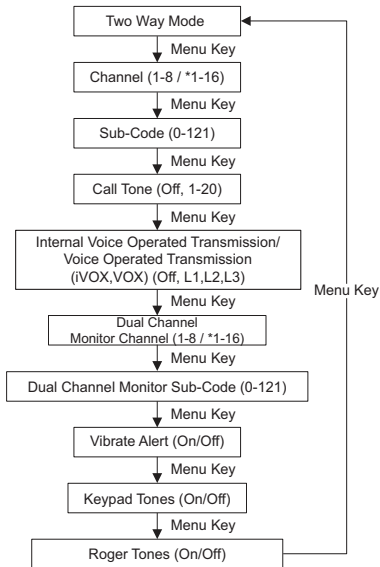 Two Way Mode
Menu Key
Channel (1-8 / *1-16)
Menu Key
Sub-Code (0-121)
Menu Key
Call Tone (Off, 1-20)
Menu Key
Internal Voice Operated Transmission/
Voice Operated Transmission
(iVOX,VOX) (Off, L1,L2,L3)
Menu Key
Menu Key
Dual Channel
Monitor Channel (1-8 / *1-16)
Menu Key
Dual Channel Monitor Sub-Code (0-121)
Menu Key
Vibrate Alert (On/Off)
Menu Key
Keypad Tones (On/Off)
Menu Key
Roger Tones (On/Off)